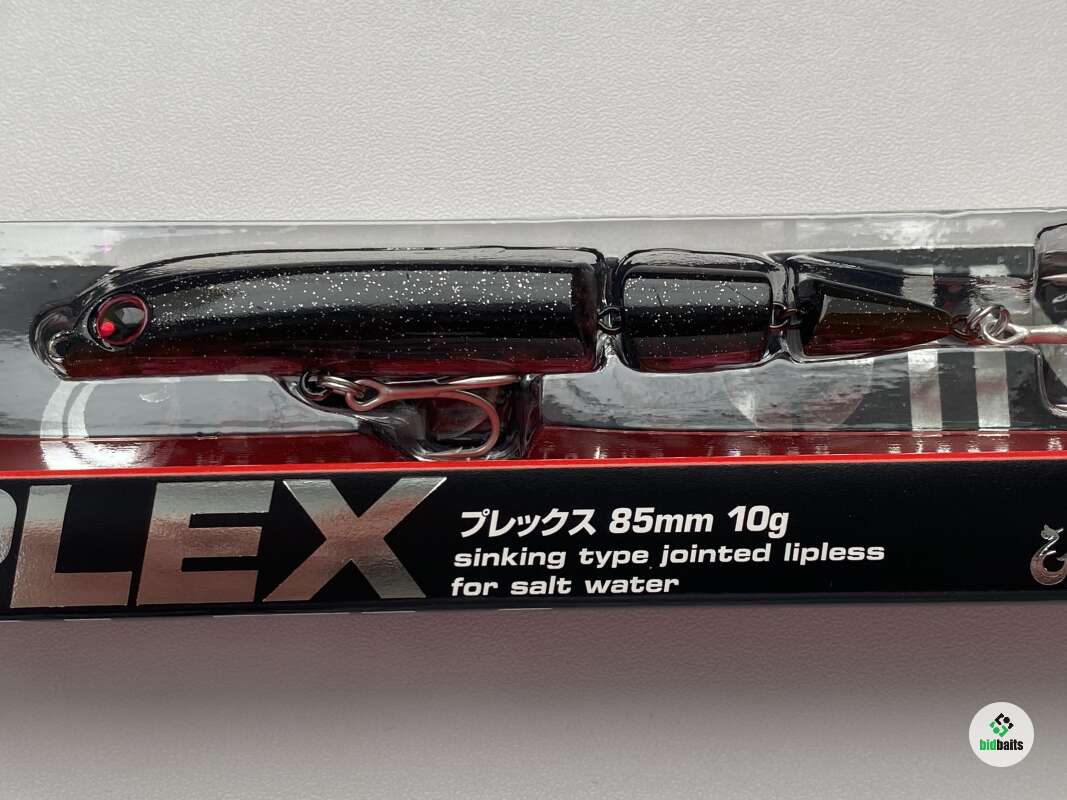 PLEX
プレックス 85mm 10g
sinking type jointed lipless
for salt water
bidbaits